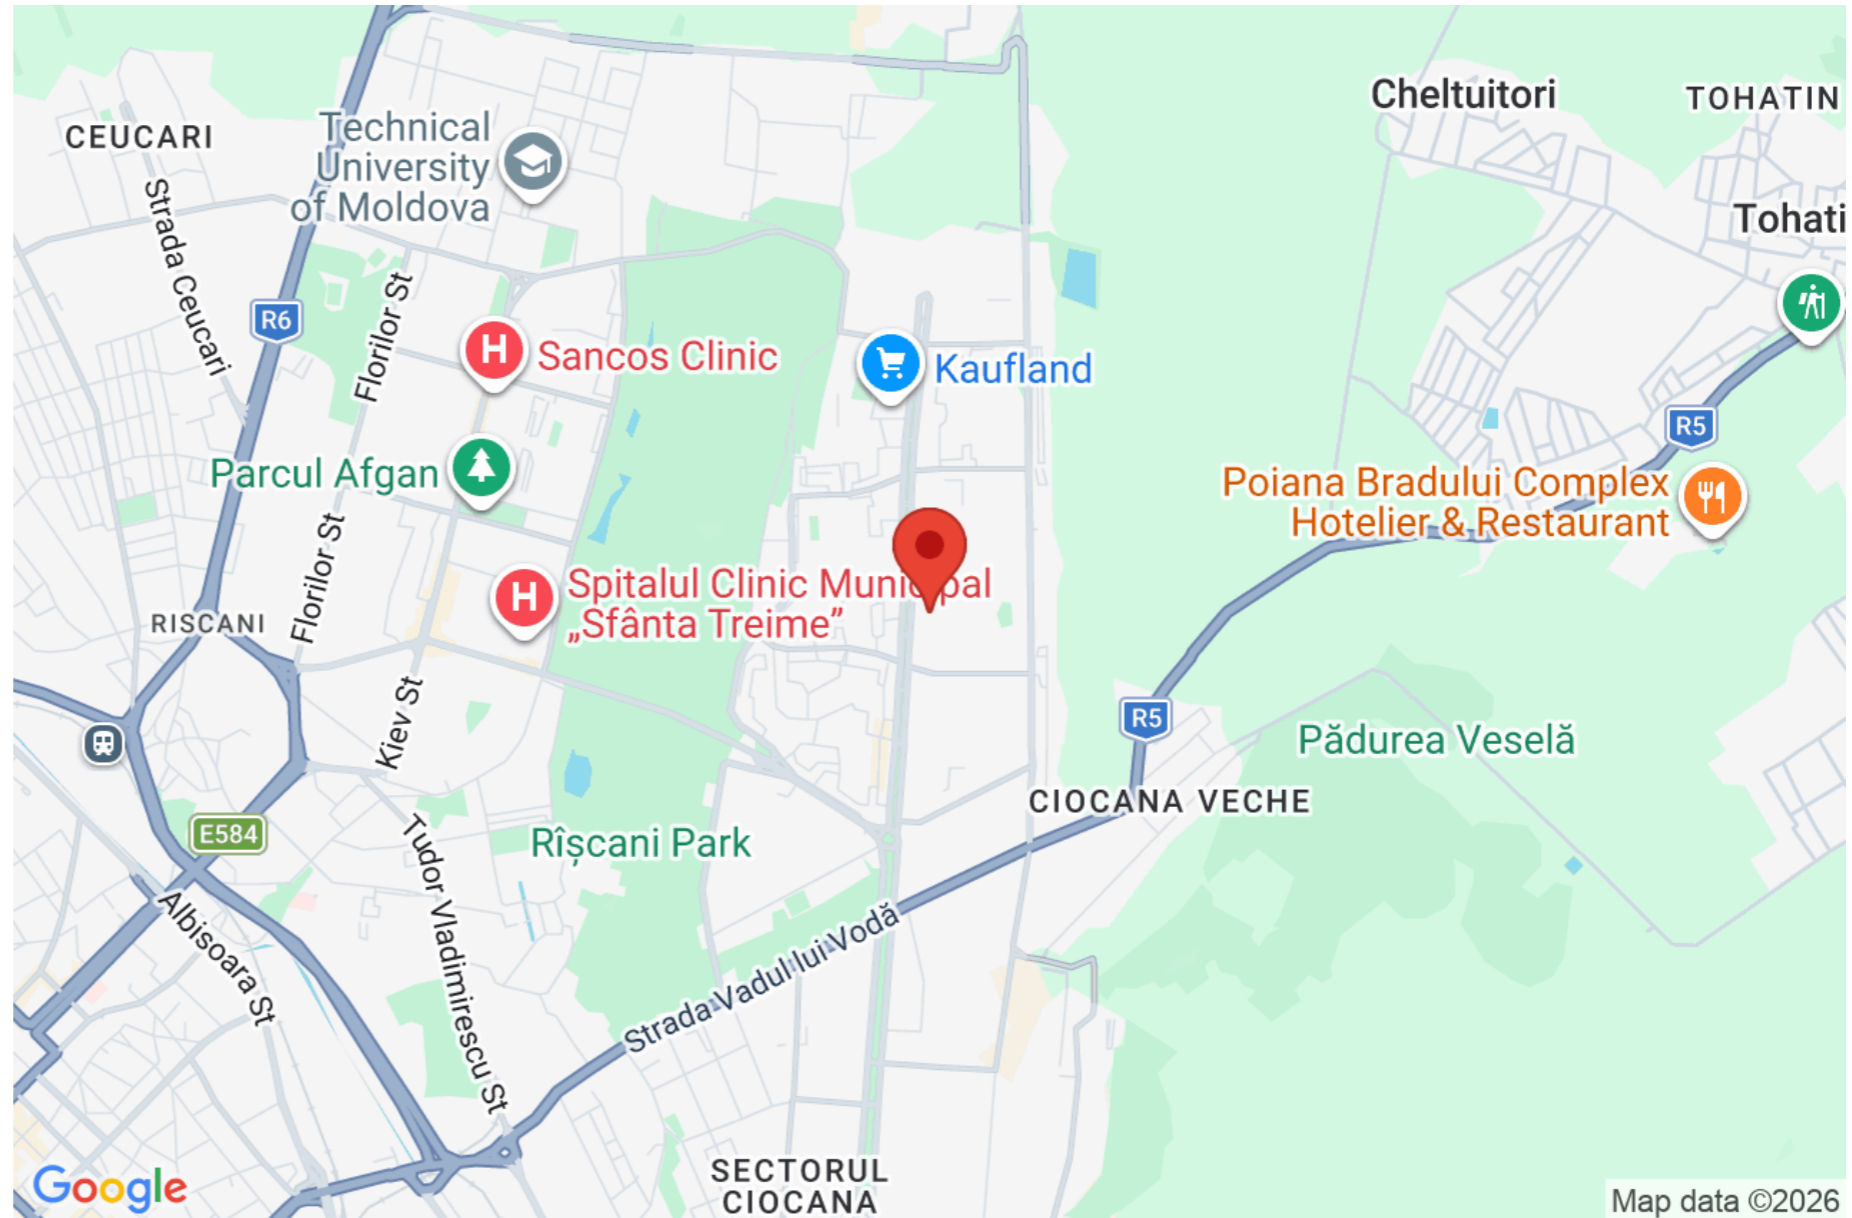 Cheltuitori
TOHATIN
CEUCARI
Technical
University
of Moldova
Strada Ceucari
Tohati
Florilor St
R6
Sancos Clinic
Kaufland
R5
Parcul Afgan
Poiana Bradului Complex
Hotelier & Restaurant
Florilor St
Spitalul Clinic Municipal
„Sfânta Treime”
RISCANI
Kiev St
R5
Pădurea Veselă
CIOCANA VECHE
E584
Rîșcani Park
Tudor Vladimirescu St
Albisoara St
Strada Vadul lui Vodă
SECTORUL
CIOCANA
Google
Map data ©2026